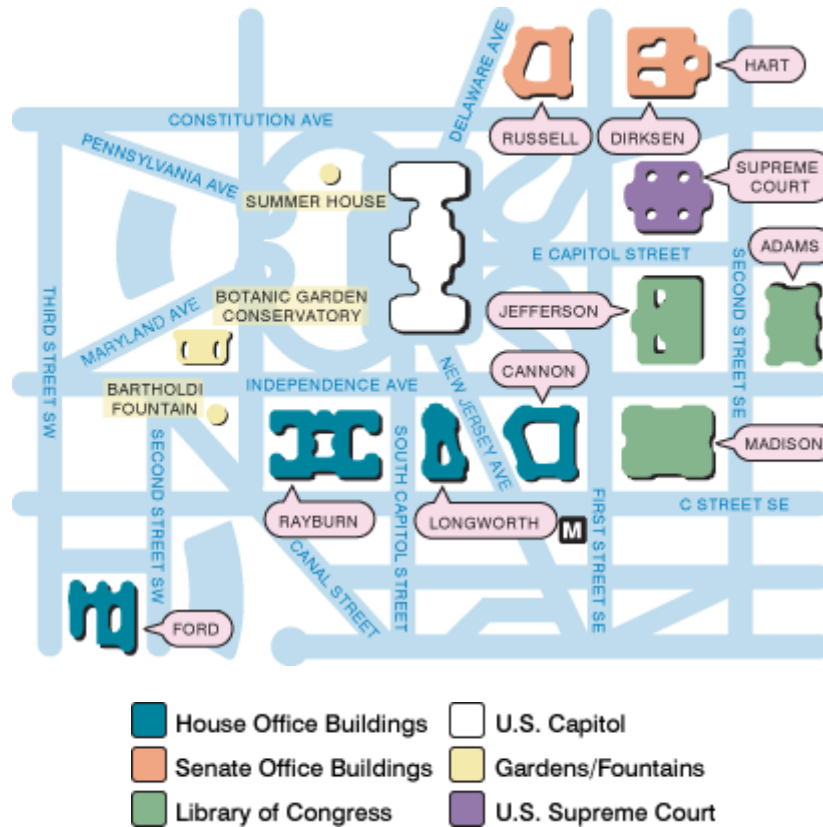 DELAWARE AVE
HART
CONSTITUTION AVE
RUSSELL
DIRKSEN
PENNSYLVANIA AVE
SUPREME
COURT
SUMMER HOUSE
E CAPITOL STREET
ADAMS
SECOND STREET SE
BOTANIC GARDEN
CONSERVATORY
JEFFERSON
THIRD STREET SW
MARYLAND AVE
NEW JERSEY AVE
CANNON
INDEPENDENCE AVE
BARTHOLDI
FOUNTAIN
SECOND STREET SW
SOUTH CAPITOL STREET
MADISON
RAYBURN
LONGWORTH
C STREET SE
M
FIRST STREET SE
CANAL STREET
FORD
House Office Buildings
U.S. Capitol
Senate Office Buildings
Gardens/Fountains
Library of Congress
U.S. Supreme Court